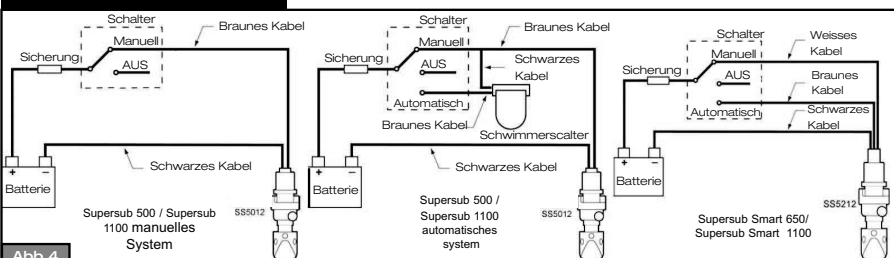 Schalter
Braunes Kabel
Manuell
Sicherung
AUS
+ −
Batterie
Schwarzes Kabel
SS5012
Supersub 500 / Supersub
1100 manuelles
System
Abb.4
Schalter
Braunes Kabel
Manuell
Sicherung
AUS
Schwarzes
Kabel
Automatisch
Braunes Kabel
Schwimmerscalter
+ −
Batterie
Schwarzes Kabel
Supersub 500 /
Supersub 1100
automatisches
system
SS5012
Schalter
Weisses
Kabel
Manuell
Sicherung
AUS
Braunes
Kabel
Automatisch
Schwarzes
Kabel
+ −
Batterie
SS5212
Supersub Smart 650/
Supersub Smart 1100